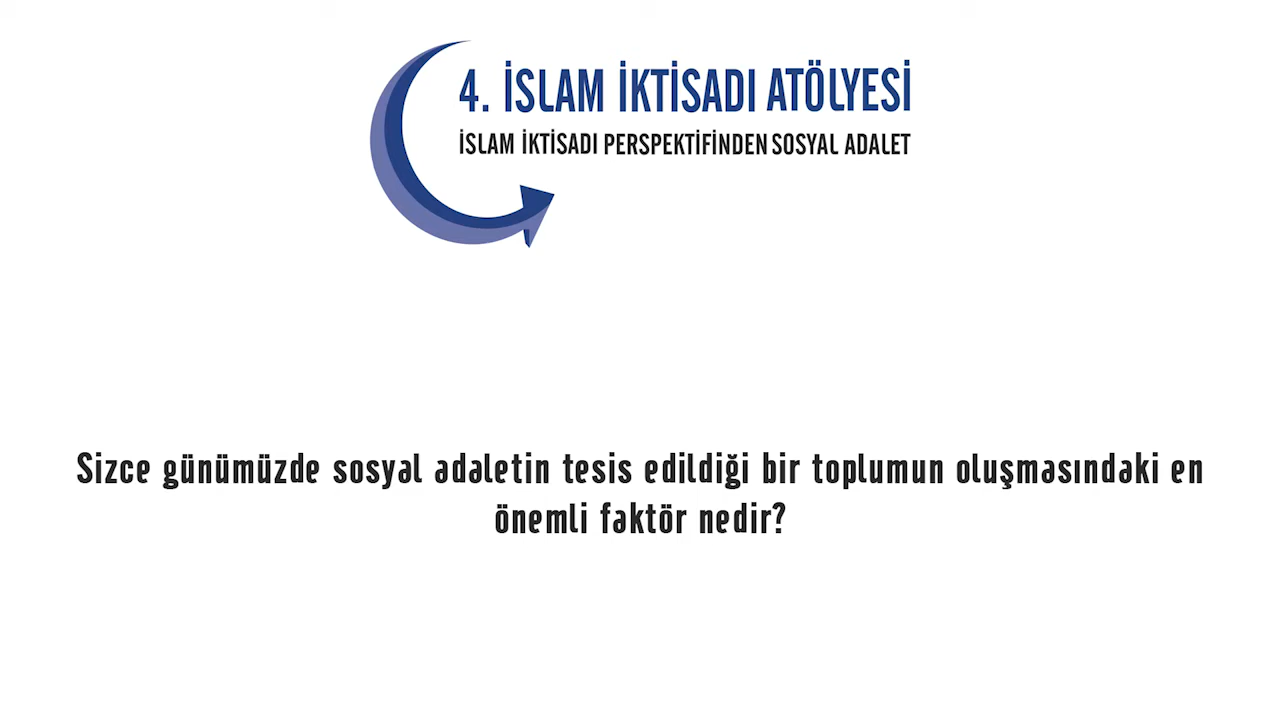 4. İSLAM İKTİSADI ATÖLYESİ
İSLAM İKTİSADI PERSPEKTİFİNDEN SOSYAL ADALET
Sizce günümüzde sosyal adaletin tesis edildiği bir toplumun oluşmasındaki en
önemli faktör nedir?